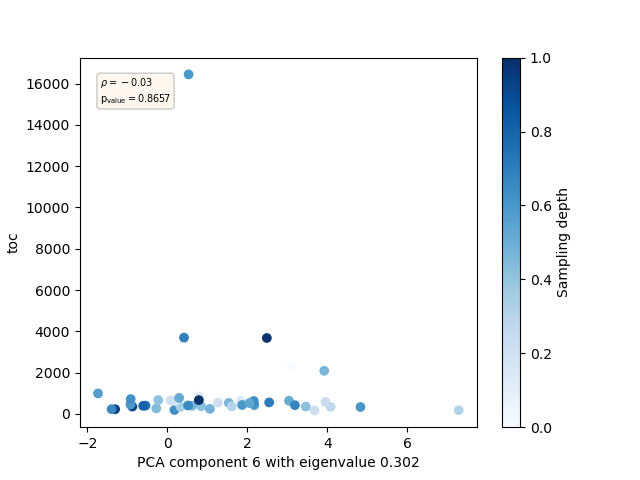 16000
14000
12000
10000
8000
6000
4000
2000
0
toc
ρ = −0.03
p_value = 0.8657
−2 0 2 4 6
PCA component 6 with eigenvalue 0.302
1.0
0.8
0.6
0.4
0.2
0.0
Sampling depth